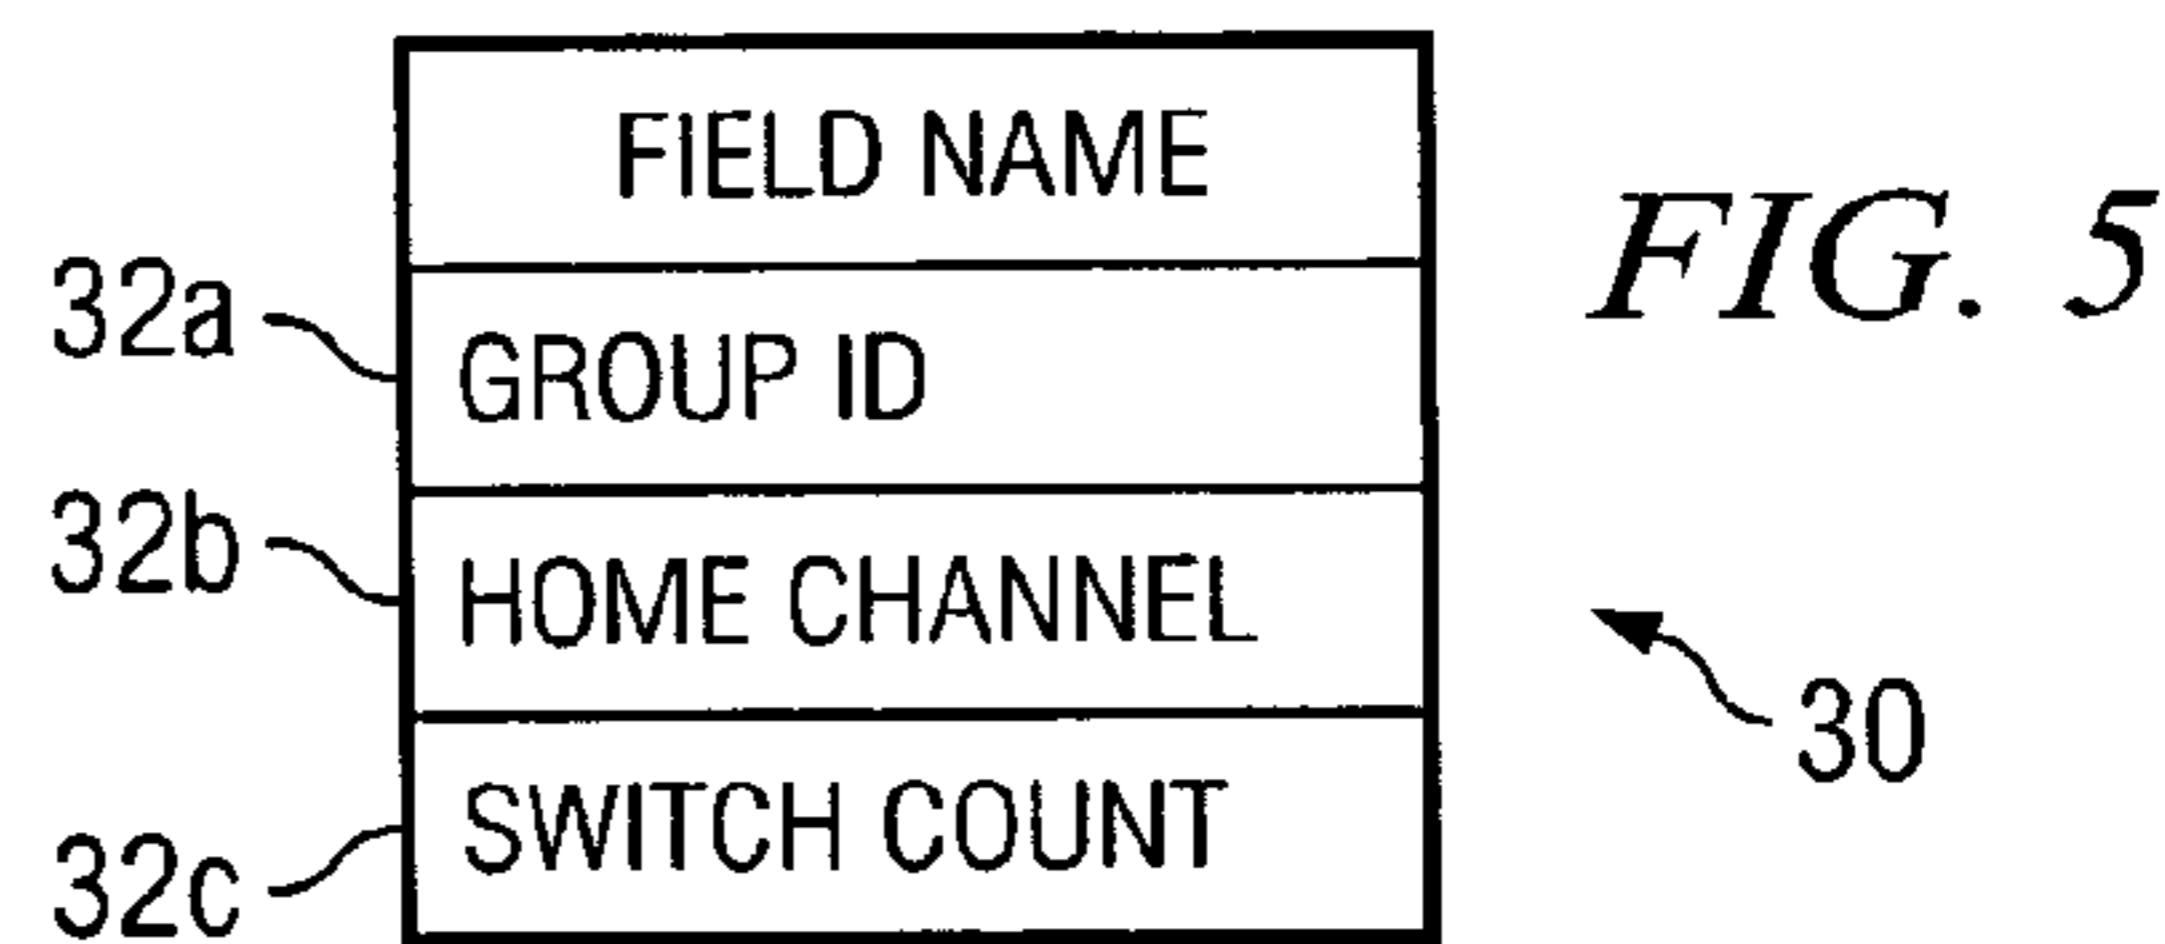 FIELD NAME
FIG. 5
32a
GROUP ID
32b
HOME CHANNEL
30
32c
SWITCH COUNT